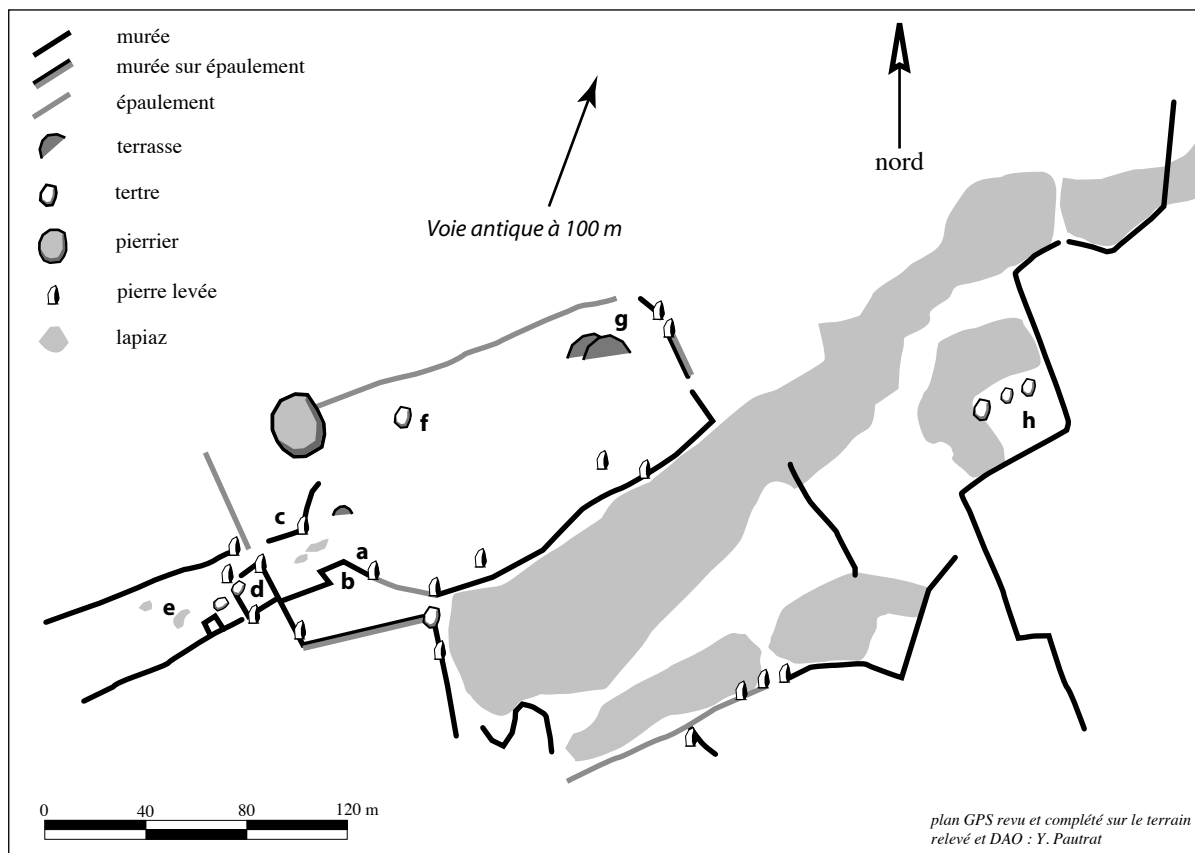 murée
murée sur épaulement
épaulement
terrasse
tertre
pierrier
pierre levée
lapiaz
nord
Voie antique à 100 m
g
f
h
c
a
b
d
e
0 40 80 120 m
plan GPS revu et complété sur le terrain
relevé et DAO : Y. Pautrat